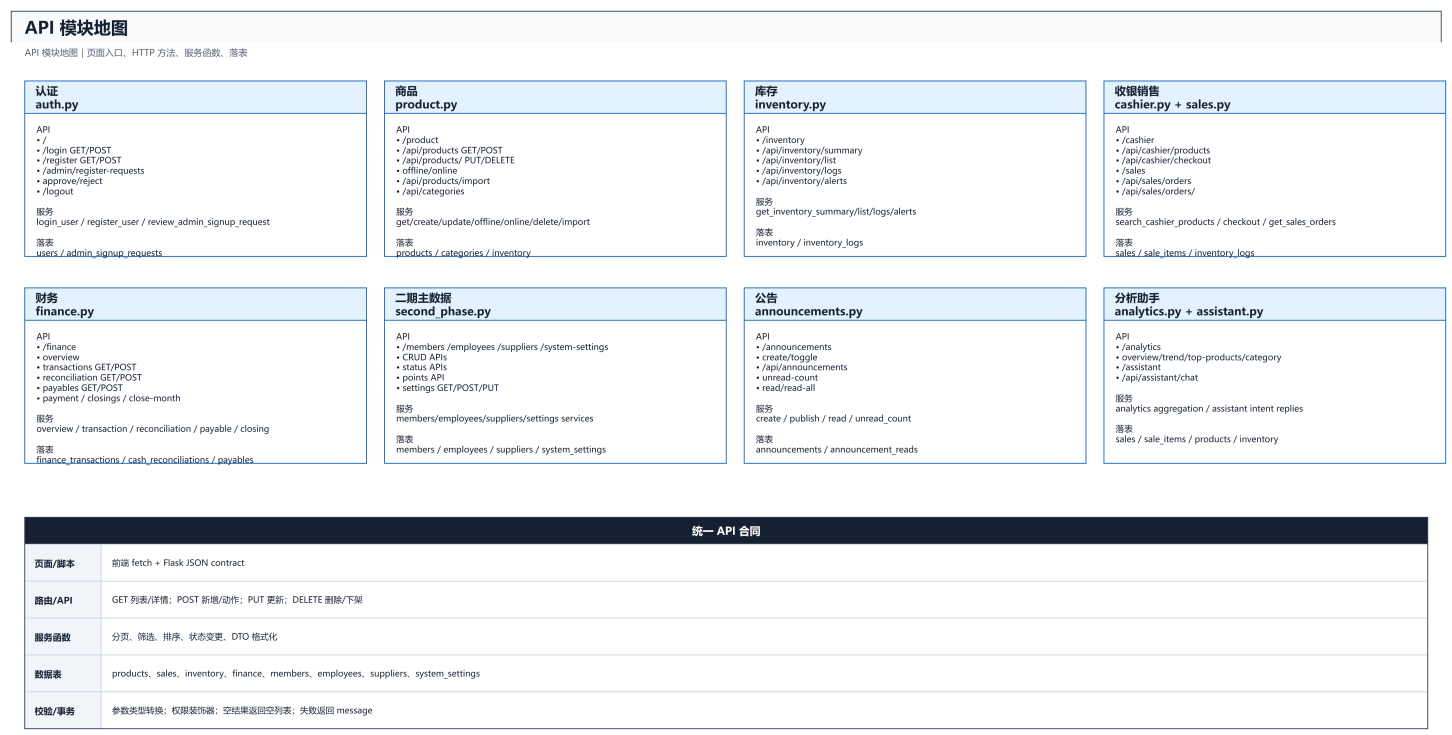 API 模块地图
API 模块地图 | 页面入口、HTTP 方法、服务函数、落表
认证
auth.py
API
• /
• /login GET/POST
• /register GET/POST
• /admin/register-requests
• approve/reject
• /logout
服务
login_user / register_user / review_admin_signup_request
落表
users / admin_signup_requests
商品
product.py
API
• /product
• /api/products GET/POST
• /api/products/ PUT/DELETE
• offline/online
• /api/products/import
• /api/categories
服务
get/create/update/offline/online/delete/import
落表
products / categories / inventory
库存
inventory.py
API
• /inventory
• /api/inventory/summary
• /api/inventory/list
• /api/inventory/logs
• /api/inventory/alerts
服务
get_inventory_summary/list/logs/alerts
落表
inventory / inventory_logs
收银销售
cashier.py + sales.py
API
• /cashier
• /api/cashier/products
• /api/cashier/checkout
• /sales
• /api/sales/orders
• /api/sales/orders/
服务
search_cashier_products / checkout / get_sales_orders
落表
sales / sale_items / inventory_logs
财务
finance.py
API
• /finance
• overview
• transactions GET/POST
• reconciliation GET/POST
• payables GET/POST
• payment / closings / close-month
服务
overview / transaction / reconciliation / payable / closing
落表
finance_transactions / cash_reconciliations / payables
二期主数据
second_phase.py
API
• /members /employees /suppliers /system-settings
• CRUD APIs
• status APIs
• points API
• settings GET/POST/PUT
服务
members/employees/suppliers/settings services
落表
members / employees / suppliers / system_settings
公告
announcements.py
API
• /announcements
• create/toggle
• /api/announcements
• unread-count
• read/read-all
服务
create / publish / read / unread_count
落表
announcements / announcement_reads
分析助手
analytics.py + assistant.py
API
• /analytics
• overview/trend/top-products/category
• /assistant
• /api/assistant/chat
服务
analytics aggregation / assistant intent replies
落表
sales / sale_items / products / inventory
统一 API 合同
页面/脚本
前端 fetch + Flask JSON contract
路由/API
GET 列表/详情；POST 新增/动作；PUT 更新；DELETE 删除/下架
服务函数
分页、筛选、排序、状态变更、DTO 格式化
数据表
products、sales、inventory、finance、members、employees、suppliers、system_settings
校验/事务
参数类型转换；权限装饰器；空结果返回空列表；失败返回 message